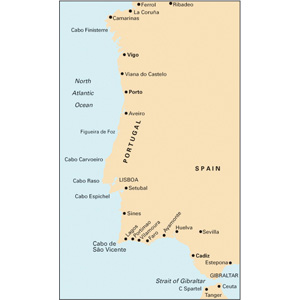 Ferrol
Ribadeo
La Coruña
Camarinas
Cabo Finisterre
Vigo
Viana do Castelo
North
Atlantic
Ocean
Porto
Aveiro
Figueira de Foz
PORTUGAL
Cabo Carvoeiro
SPAIN
Cabo Raso
LISBOA
Setubal
Cabo Espichel
Sines
Lagos
Portimao
Vilamoura
Faro
Ayamonte
Huelva
Sevilla
Cabo de
São Vicente
Cadiz
Estepona
GIBRALTAR
Strait of Gibraltar
C Spartel
Ceuta
Tanger